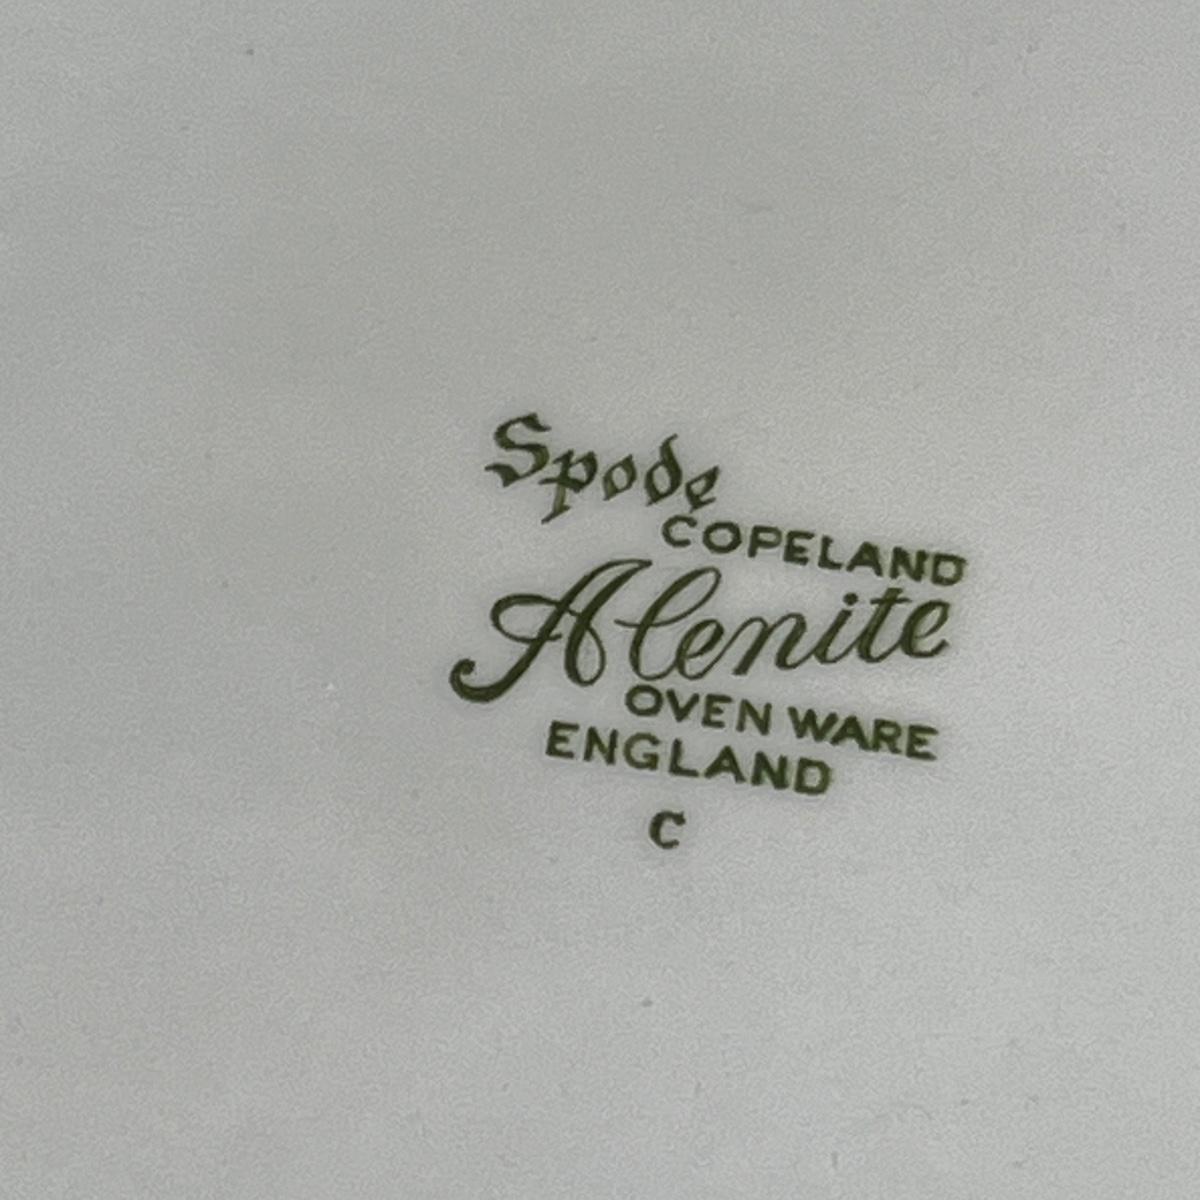 Spode
COPELAND
Alenite
OVEN WARE
ENGLAND
C